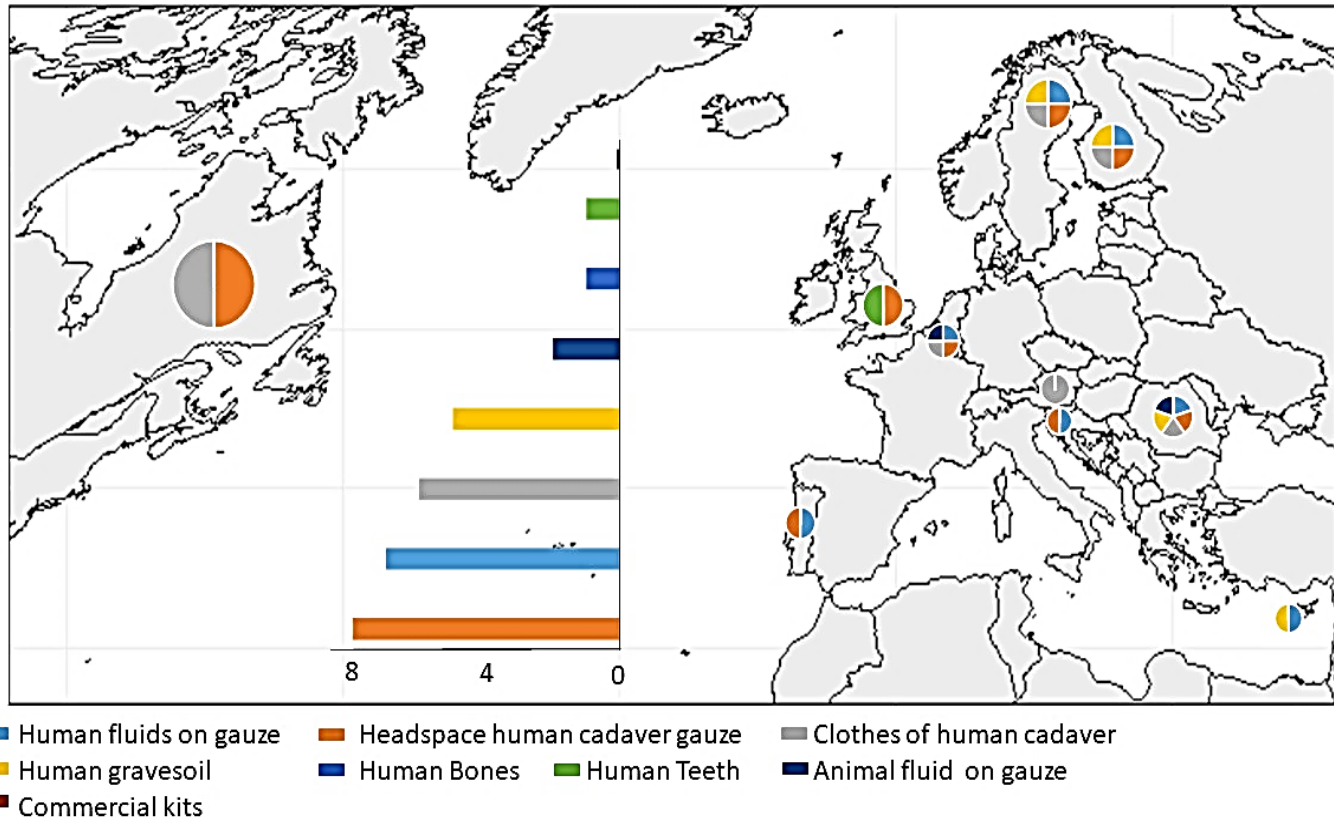 8 4 0
Human fluids on gauze Headspace human cadaver gauze Clothes of human cadaver
Human gravesoil Human Bones Human Teeth Animal fluid on gauze
Commercial kits